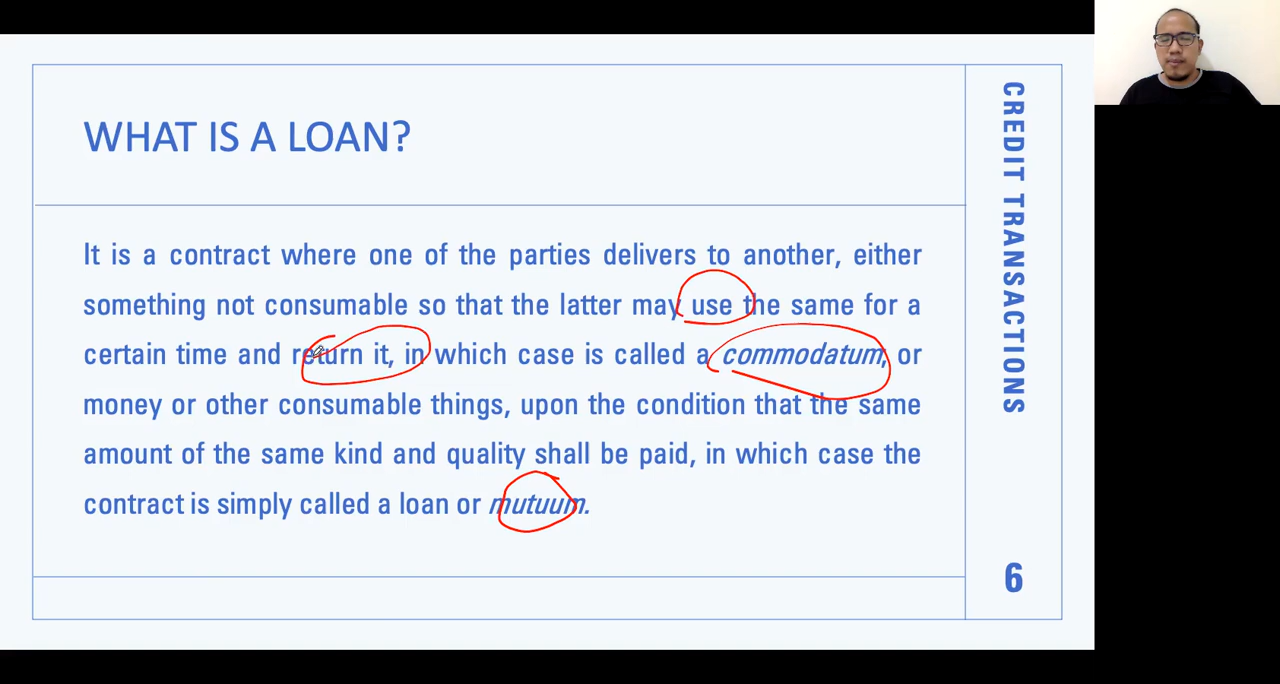 WHAT IS A LOAN?
It is a contract where one of the parties delivers to another, either
something not consumable so that the latter may use the same for a
certain time and return it, in which case is called a commodatum, or
money or other consumable things, upon the condition that the same
amount of the same kind and quality shall be paid, in which case the
contract is simply called a loan or mutuum.
CREDIT TRANSACTIONS
6